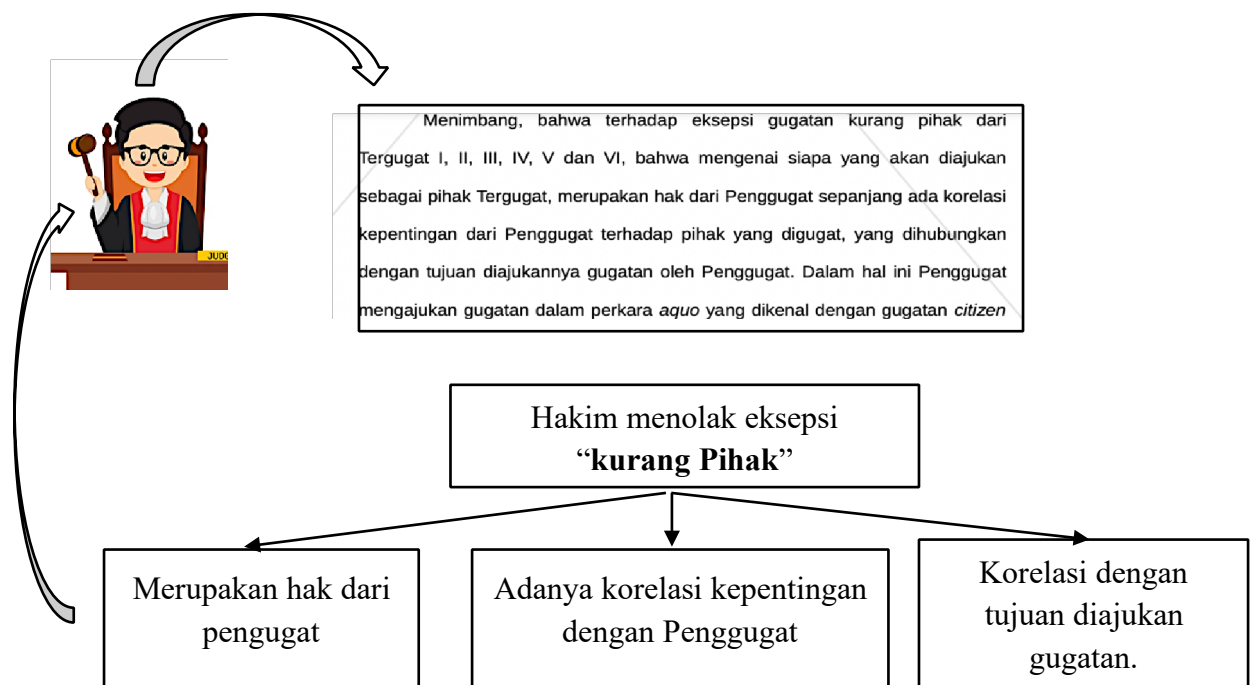 JUDG
Menimbang, bahwa terhadap eksepsi gugatan kurang pihak dari
Tergugat I, II, III, IV, V dan VI, bahwa mengenai siapa yang akan diajukan
sebagai pihak Tergugat, merupakan hak dari Penggugat sepanjang ada korelasi
kepentingan dari Penggugat terhadap pihak yang digugat, yang dihubungkan
dengan tujuan diajukannya gugatan oleh Penggugat. Dalam hal ini Penggugat
mengajukan gugatan dalam perkara aquo yang dikenal dengan gugatan citizen
Hakim menolak eksepsi
“kurang Pihak”
Merupakan hak dari
pengugat
Adanya korelasi kepentingan
dengan Penggugat
Korelasi dengan
tujuan diajukan
gugatan.